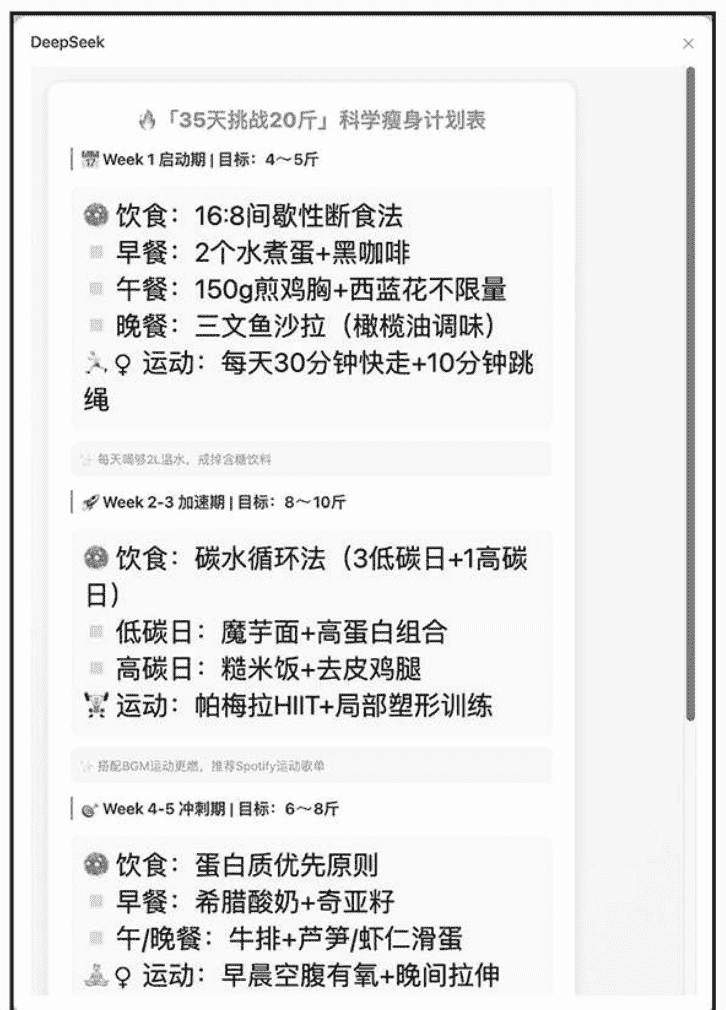 DeepSeek
「35天挑战20斤」科学瘦身计划表
Week 1 启动期 | 目标：4～5斤
饮食：16:8间歇性断食法
早餐：2个水煮蛋+黑咖啡
午餐：150g煎鸡胸+西蓝花不限量
晚餐：三文鱼沙拉（橄榄油调味）
运动：每天30分钟快走+10分钟跳
绳
每天喝够2L温水，戒掉含糖饮料
Week 2-3 加速期 | 目标：8～10斤
饮食：碳水循环法（3低碳日+1高碳
日）
低碳日：魔芋面+高蛋白组合
高碳日：糙米饭+去皮鸡腿
运动：帕梅拉HIIT+局部塑形训练
搭配BGM运动更燃，推荐Spotify运动歌单
Week 4-5 冲刺期 | 目标：6～8斤
饮食：蛋白质优先原则
早餐：希腊酸奶+奇亚籽
午/晚餐：牛排+芦笋/虾仁滑蛋
运动：早晨空腹有氧+晚间拉伸